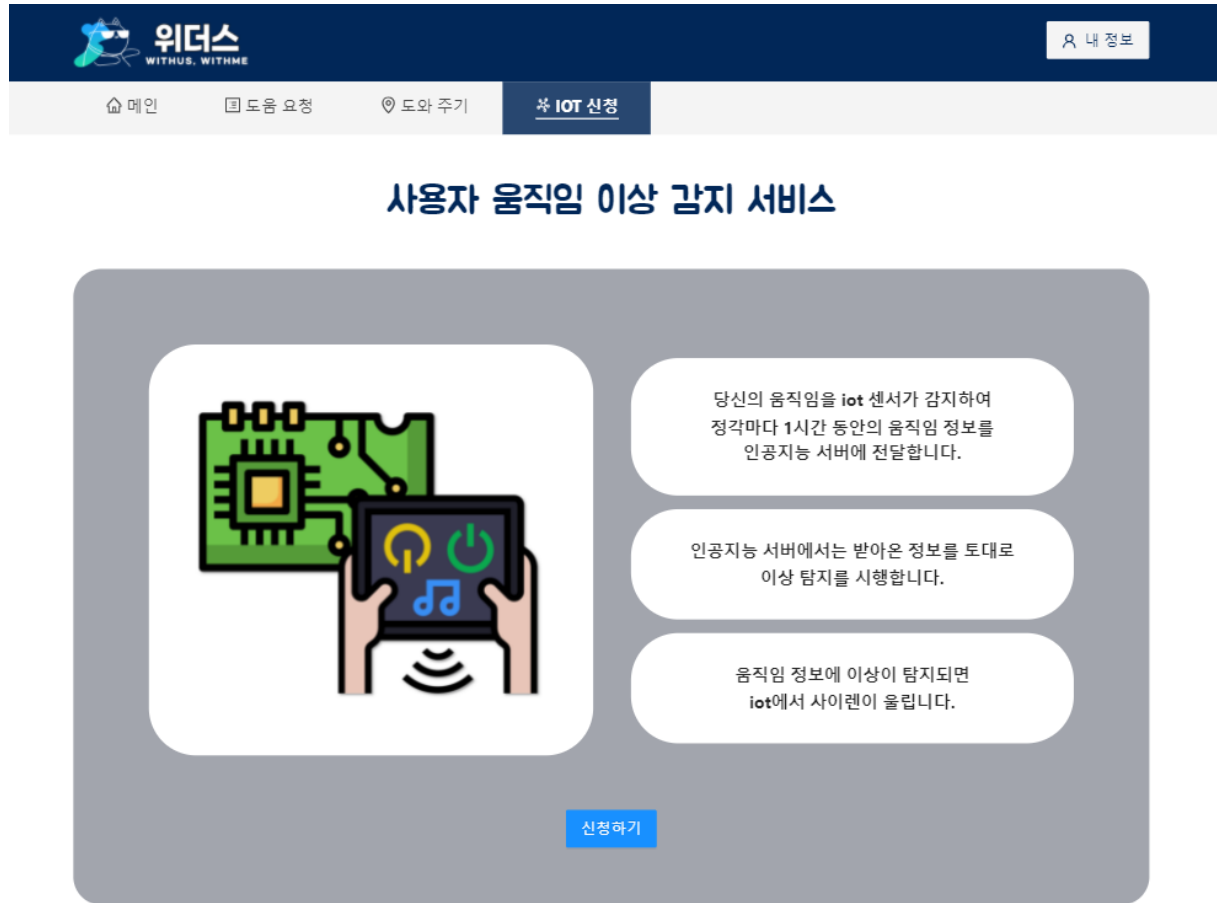 위더스
WITHUS, WITHME
내 정보
메인
도움 요청
도와 주기
IOT 신청
사용자 움직임 이상 감지 서비스
당신의 움직임을 iot 센서가 감지하여
정각마다 1시간 동안의 움직임 정보를
인공지능 서버에 전달합니다.
인공지능 서버에서는 받아온 정보를 토대로
이상 탐지를 시행합니다.
움직임 정보에 이상이 탐지되면
iot에서 사이렌이 울립니다.
신청하기